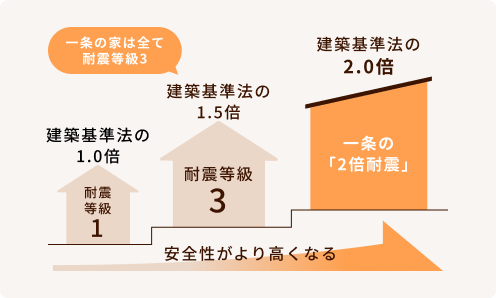 一条の家は全て
耐震等級3
建築基準法の
2.0倍
建築基準法の
1.5倍
建築基準法の
1.0倍
耐震
等級
1
耐震等級
3
一条の
「2倍耐震」
安全性がより高くなる